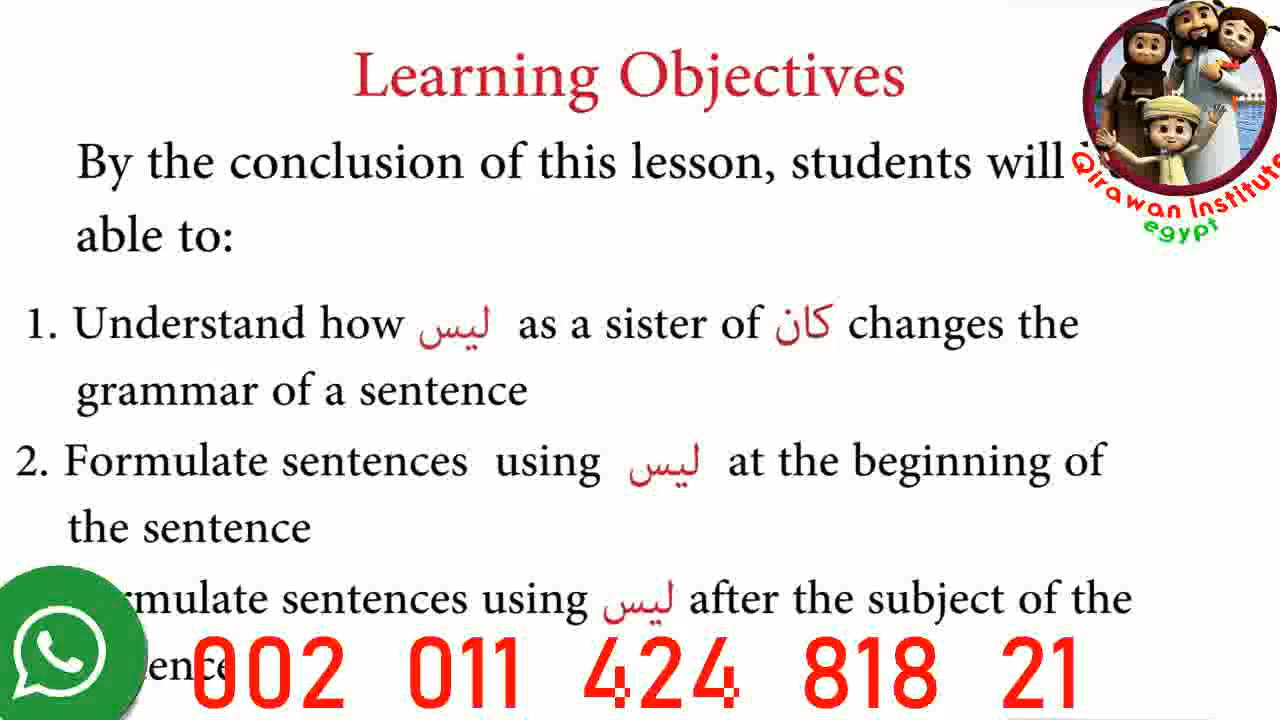 Learning Objectives
By the conclusion of this lesson, students will
able to:
1. Understand how ليس as a sister of كان changes the
grammar of a sentence
2. Formulate sentences using ليس at the beginning of
the sentence
rmulate sentences using ليس after the subject of the
ence
002 011 424 818 21
Qirawan Institute
egypt